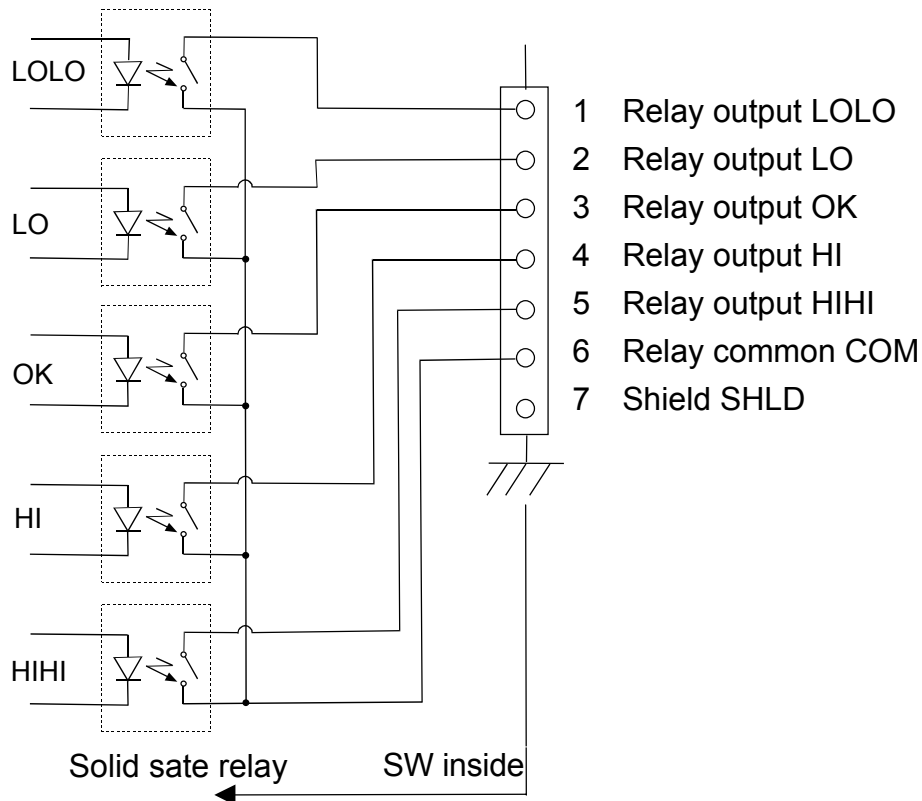 LOLO
LO
OK
HI
HIHI
1 Relay output LOLO
2 Relay output LO
3 Relay output OK
4 Relay output HI
5 Relay output HIHI
6 Relay common COM
7 Shield SHLD
Solid sate relay
SW inside